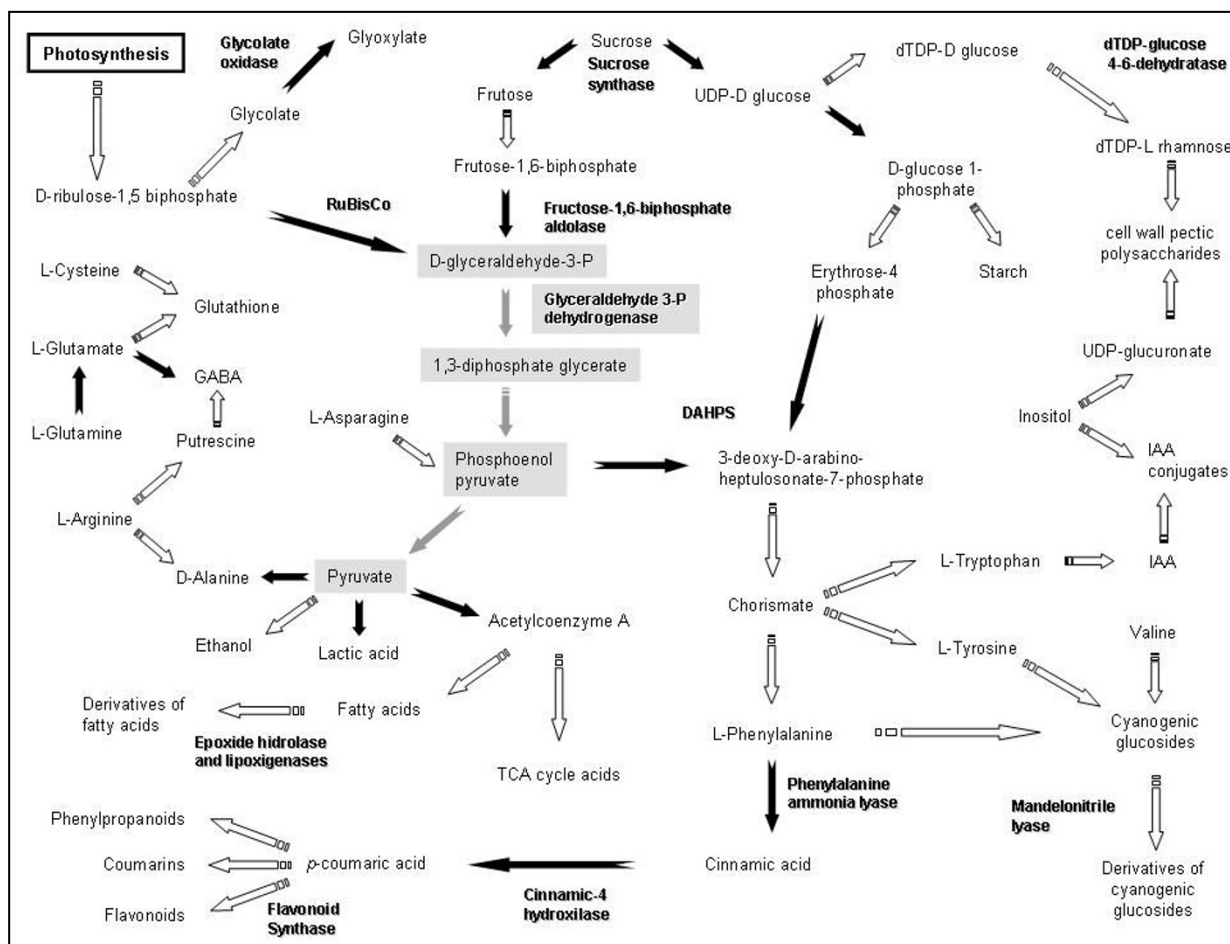 Photosynthesis
Glycolate
oxidase
Glyoxylate
Sucrose
Sucrose
synthase
dTDP-D glucose
dTDP-glucose
4-6-dehydratase
Frutose
UDP-D glucose
Glycolate
dTDP-L rhamnose
Frutose-1,6-biphosphate
D-glucose 1-
phosphate
D-ribulose-1,5 biphosphate
RuBisCo
Fructose-1,6-biphosphate
aldolase
cell wall pectic
polysaccharides
D-glyceraldehyde-3-P
L-Cysteine
Erythrose-4
phosphate
Starch
Glutathione
Glyceraldehyde 3-P
dehydrogenase
L-Glutamate
UDP-glucuronate
GABA
1,3-diphosphate glycerate
L-Asparagine
DAHPS
Inositol
L-Glutamine
Putrescine
IAA
conjugates
Phosphoenol
pyruvate
3-deoxy-D-arabino-
heptulosonate-7-phosphate
L-Arginine
D-Alanine
Pyruvate
L-Tryptophan
IAA
Chorismate
Acetylcoenzyme A
Ethanol
Lactic acid
L-Tyrosine
Valine
Derivatives of
fatty acids
Fatty acids
L-Phenylalanine
Cyanogenic
glucosides
Epoxide hidrolase
and lipoxigenases
TCA cycle acids
Phenylalanine
ammonia lyase
Mandelonitrile
lyase
Phenylpropanoids
Coumarins
p-coumaric acid
Cinnamic acid
Derivatives of
cyanogenic
glucosides
Flavonoids
Flavonoid
Synthase
Cinnamic-4
hydroxilase